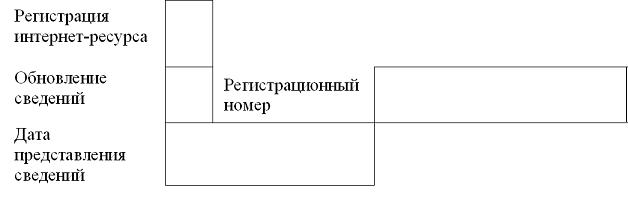 Регистрация
интернет-ресурса
Обновление
сведений
Регистрационный
номер
Дата
представления
сведений